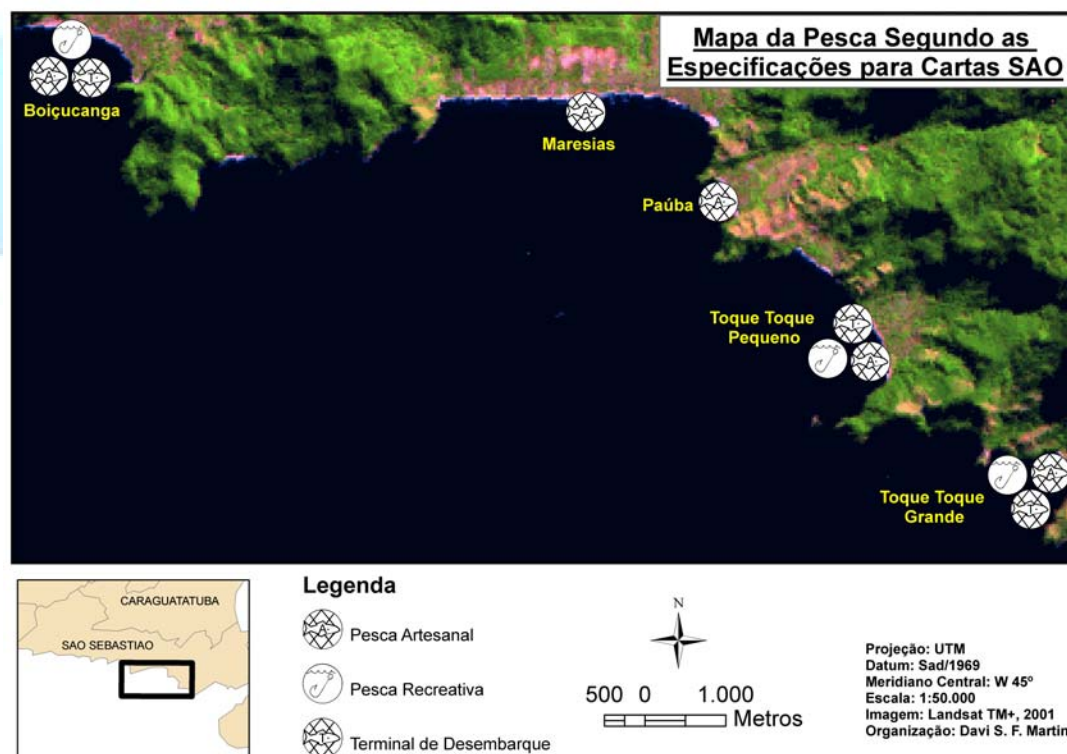 Mapa da Pesca Segundo as
Especificações para Cartas SAO
Boiçucanga
Maresias
Paúba
Toque Toque
Pequeno
Toque Toque
Grande
A
T
A
A
T
A
A
T
CARAGUATATUBA
SAO SEBASTIAO
Legenda
A
Pesca Artesanal
Pesca Recreativa
T
Terminal de Desembarque
N
500 0 1.000
Metros
Projeção: UTM
Datum: Sad/1969
Meridiano Central: W 45º
Escala: 1:50.000
Imagem: Landsat TM+, 2001
Organização: Davi S. F. Martin